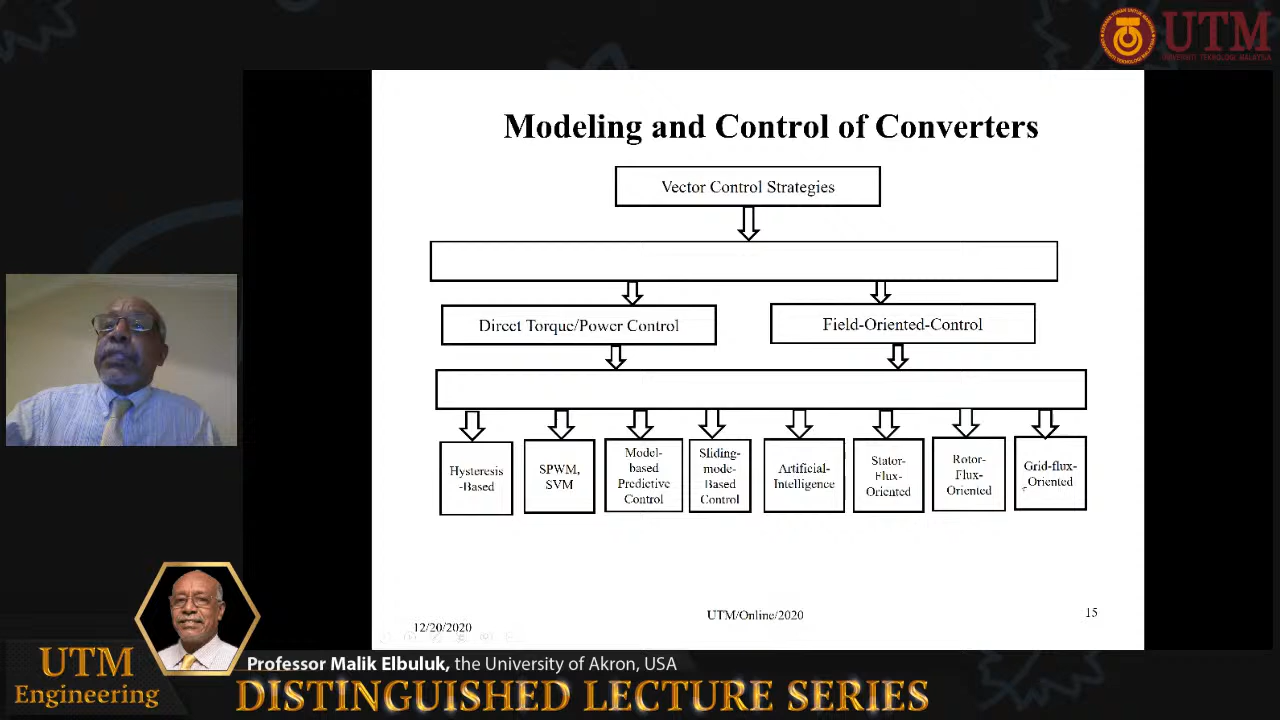 UTM
UNIVERSITI TEKNOLOGI MALAYSIA
Modeling and Control of Converters
Vector Control Strategies
Direct Torque/Power Control
Field-Oriented-Control
Hysteresis
-Based
SPWM,
SVM
Model-
based
Predictive
Control
Sliding-
mode-
Based
Control
Artificial-
Intelligence
Stator-
Flux-
Oriented
Rotor-
Flux-
Oriented
Grid-flux-
Oriented
12/20/2020
UTM/Online/2020
15
UTM
Engineering
Professor Malik Elbuluk, the University of Akron, USA
DISTINGUISHED LECTURE SERIES